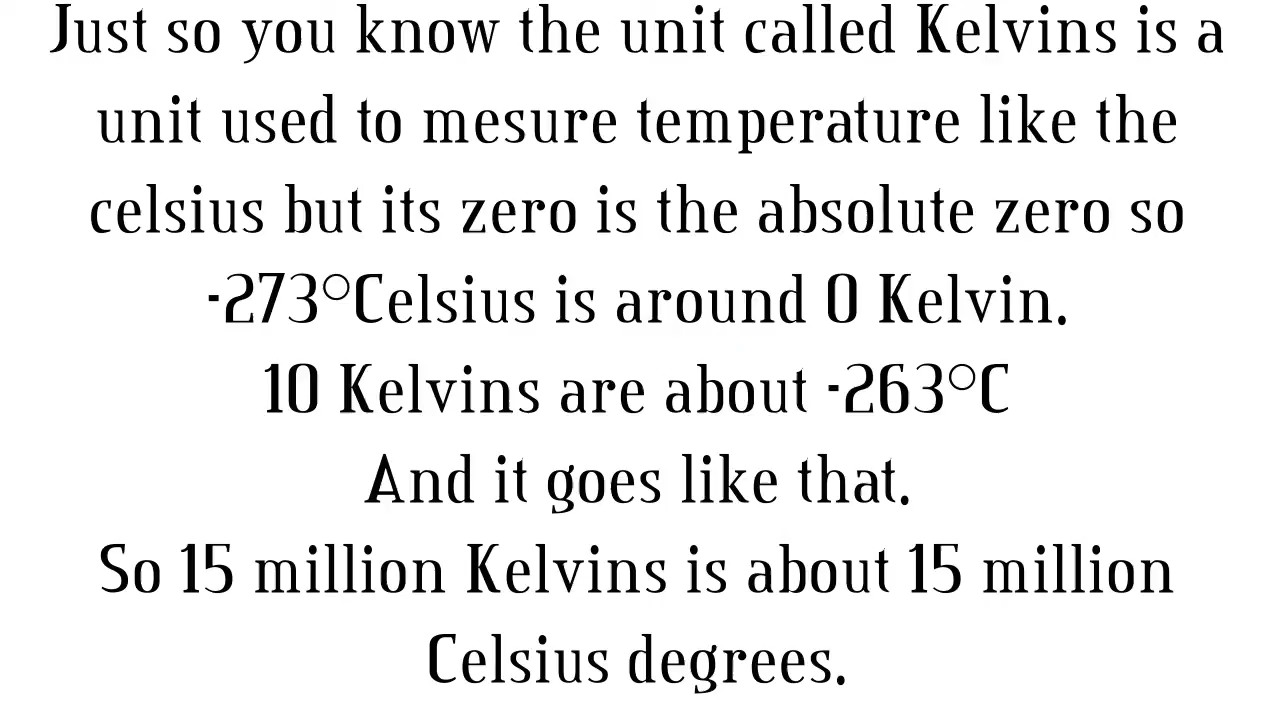 Just so you know the unit called Kelvins is a
unit used to mesure temperature like the
celsius but its zero is the absolute zero so
-273°Celsius is around 0 Kelvin.
10 Kelvins are about -263°C
And it goes like that.
So 15 million Kelvins is about 15 million
Celsius degrees.